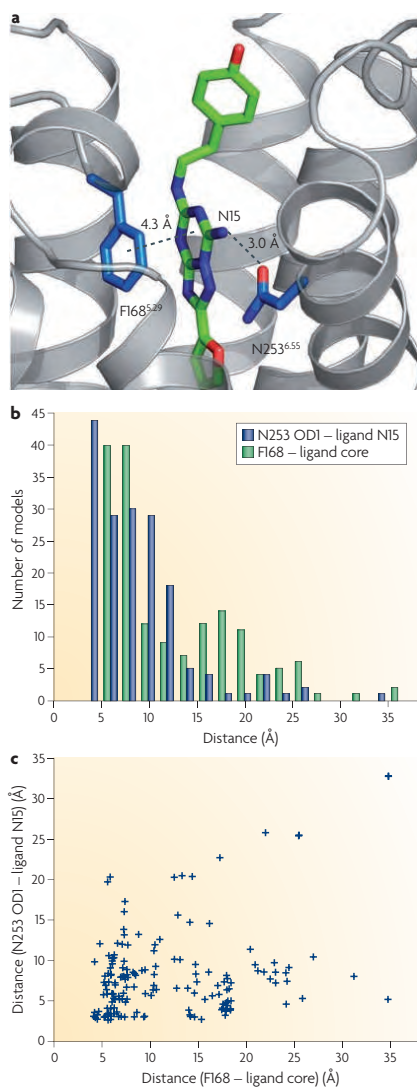 a
N15
4.3 Å
3.0 Å
F168^5.29
N253^6.55
b
45
40
35
30
25
20
15
10
5
0
Number of models
N253 OD1 – ligand N15
F168 – ligand core
0 5 10 15 20 25 30 35
Distance (Å)
c
35
30
25
20
15
10
5
0
Distance (N253 OD1 – ligand N15) (Å)
0 5 10 15 20 25 30 35
Distance (F168 – ligand core) (Å)